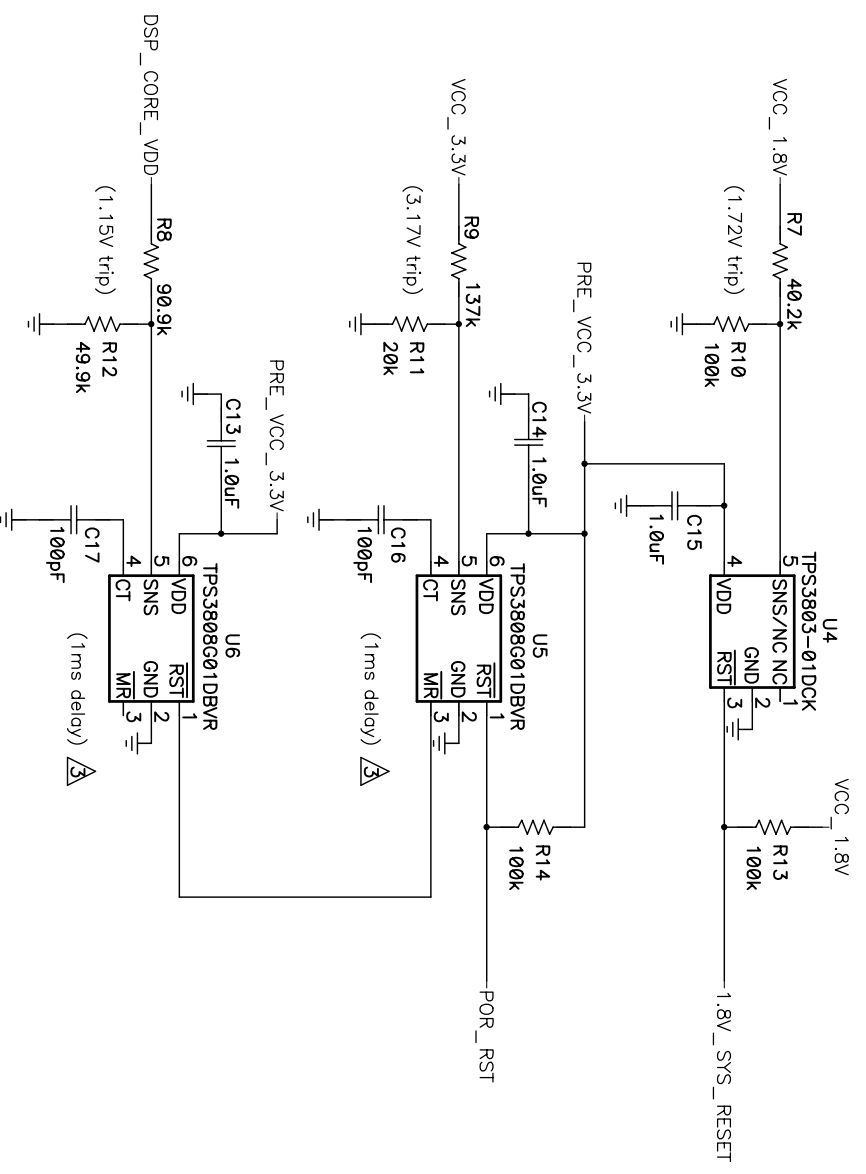 VCC_1.8V
R7
40.2k
(1.72V trip)
R10
100k
PRE_VCC_3.3V
C15
1.0uF
U4
TPS3803-01DCK
5
SNS/NC
NC
1
4
VDD
GND
2
RST
3
VCC_1.8V
R13
100k
1.8V_SYS_RESET
VCC_3.3V
R9
137k
(3.17V trip)
R11
20k
C14
1.0uF
C16
100pF
U5
TPS3808G01DBVR
6
VDD
RST
1
5
SNS
GND
2
4
CT
MR
3
(1ms delay)
3
R14
100k
POR_RST
DSP_CORE_VDD
R8
90.9k
(1.15V trip)
R12
49.9k
PRE_VCC_3.3V
C13
1.0uF
C17
100pF
U6
TPS3808G01DBVR
6
VDD
RST
1
5
SNS
GND
2
4
CT
MR
3
(1ms delay)
3